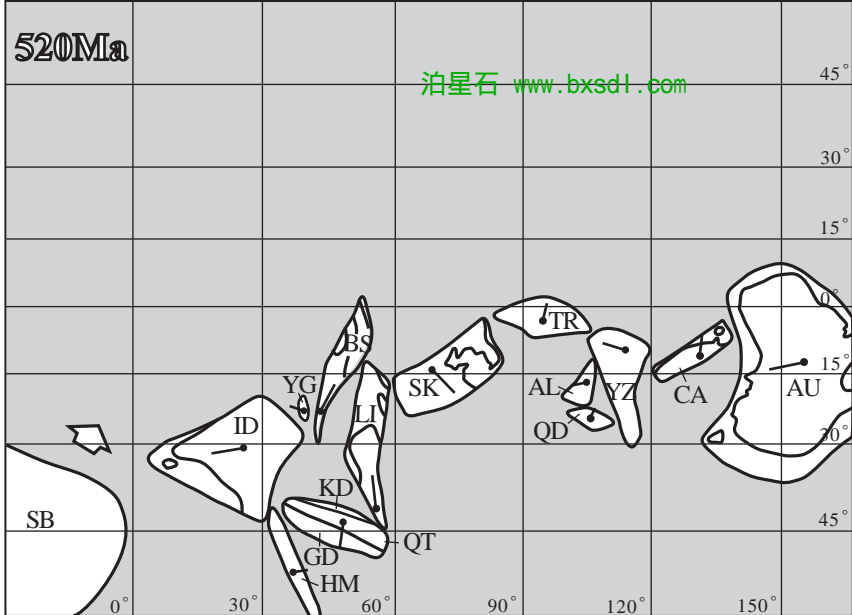 520Ma
泊星石 www.bxsdl.com
45°
30°
15°
0°
TR
BS
15°
YG
SK
AL
YZ
CA
AU
LI
ID
QD
30°
KD
SB
45°
GD
QT
HM
0°
30°
60°
90°
120°
150°